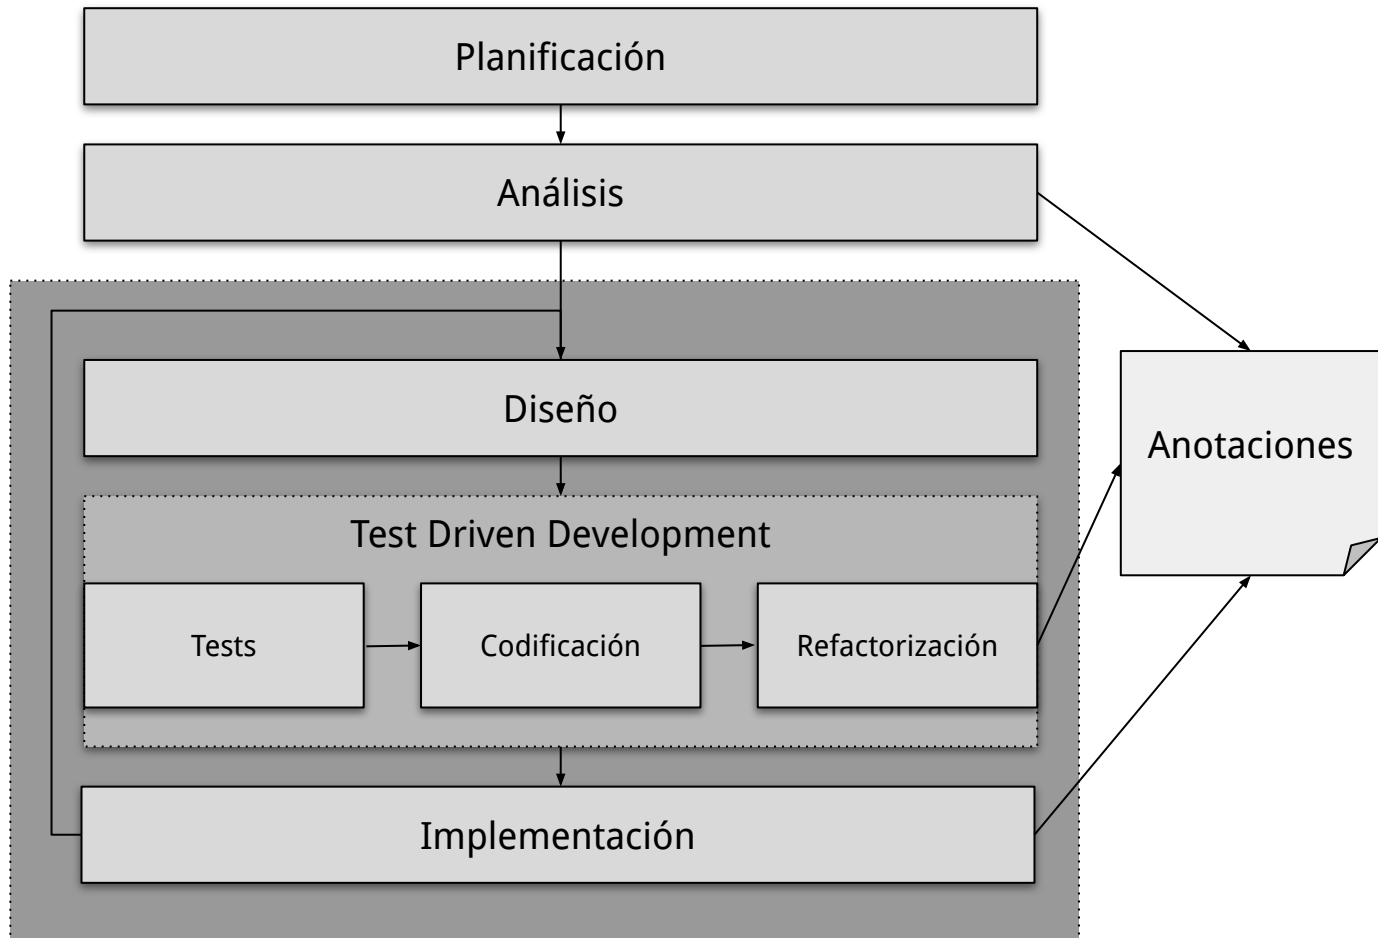 Planificación
Análisis
Diseño
Anotaciones
Test Driven Development
Tests
Codificación
Refactorización
Implementación